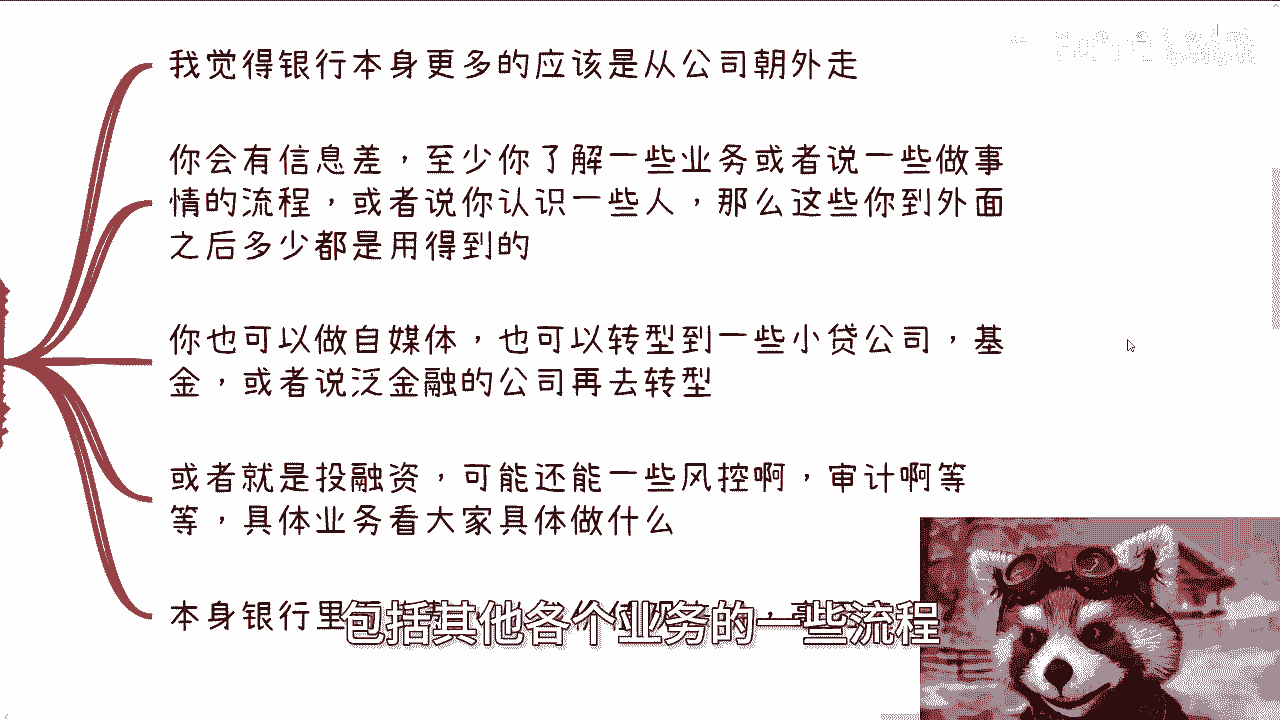 我觉得银行本身更多的应该是从公司朝外走
你会有信息差，至少你了解一些业务或者说一些做事
情的流程，或者说你认识一些人，那么这些你到外面
之后多少都是用得到的
你也可以做自媒体，也可以转型到一些小贷公司，基
金，或者说泛金融的公司再去转型
或者就是投融资，可能还能一些风控啊，审计啊等
等，具体业务看大家具体做什么
本身银行里
包括其他各个业务的一些流程